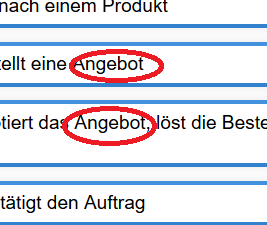 nach einem Produkt
tellt eine Angebot
tiert das Angebot, löst die Beste
tätigt den Auftrag